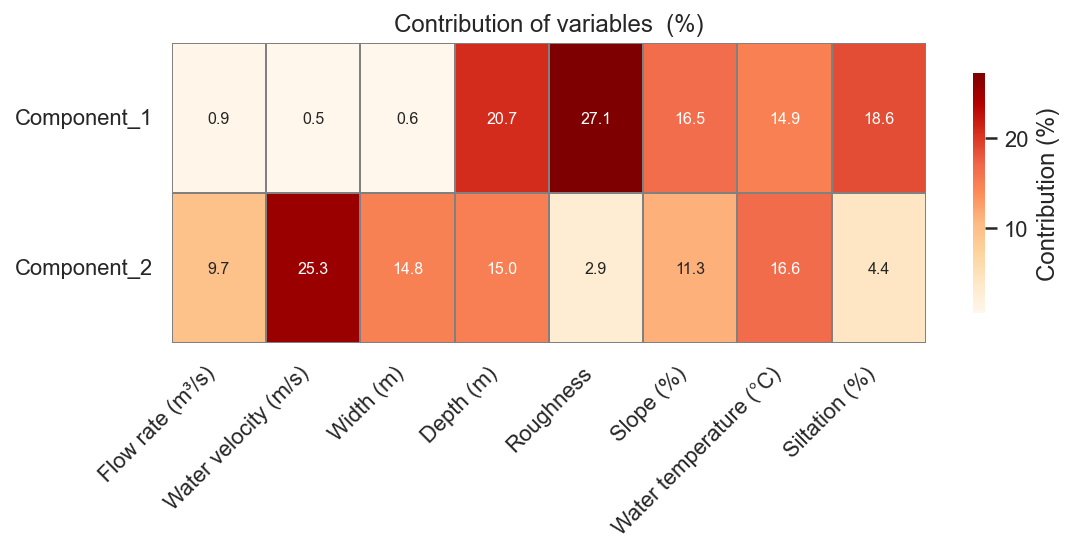 Contribution of variables  (%)
Component_1
0.9 0.5 0.6 20.7 27.1 16.5 14.9 18.6
Component_2
9.7 25.3 14.8 15.0 2.9 11.3 16.6 4.4
Flow rate (m³/s)
Water velocity (m/s)
Width (m)
Depth (m)
Roughness
Slope (%)
Water temperature (°C)
Siltation (%)
20
10
Contribution (%)